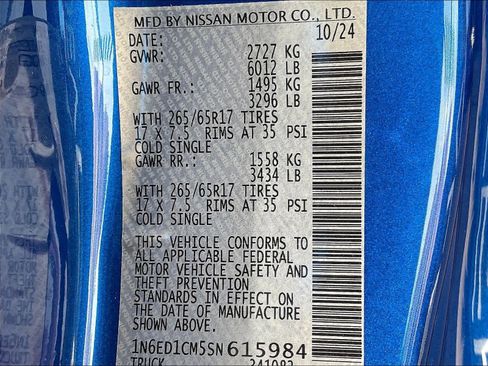 MFD BY NISSAN MOTOR CO., LTD.
DATE: 10/24
GVWR: 2727 KG
6012 LB
GAWR FR.: 1495 KG
3296 LB
WITH 265/65R17 TIRES
17 X 7.5 RIMS AT 35 PSI
COLD SINGLE
GAWR RR.: 1558 KG
3434 LB
WITH 265/65R17 TIRES
17 X 7.5 RIMS AT 35 PSI
COLD SINGLE
THIS VEHICLE CONFORMS TO
ALL APPLICABLE FEDERAL
MOTOR VEHICLE SAFETY AND
THEFT PREVENTION
STANDARDS IN EFFECT ON
THE DATE OF MANUFACTURE
SHOWN ABOVE.
1N6ED1CM5SN615984
TRUCK 341082